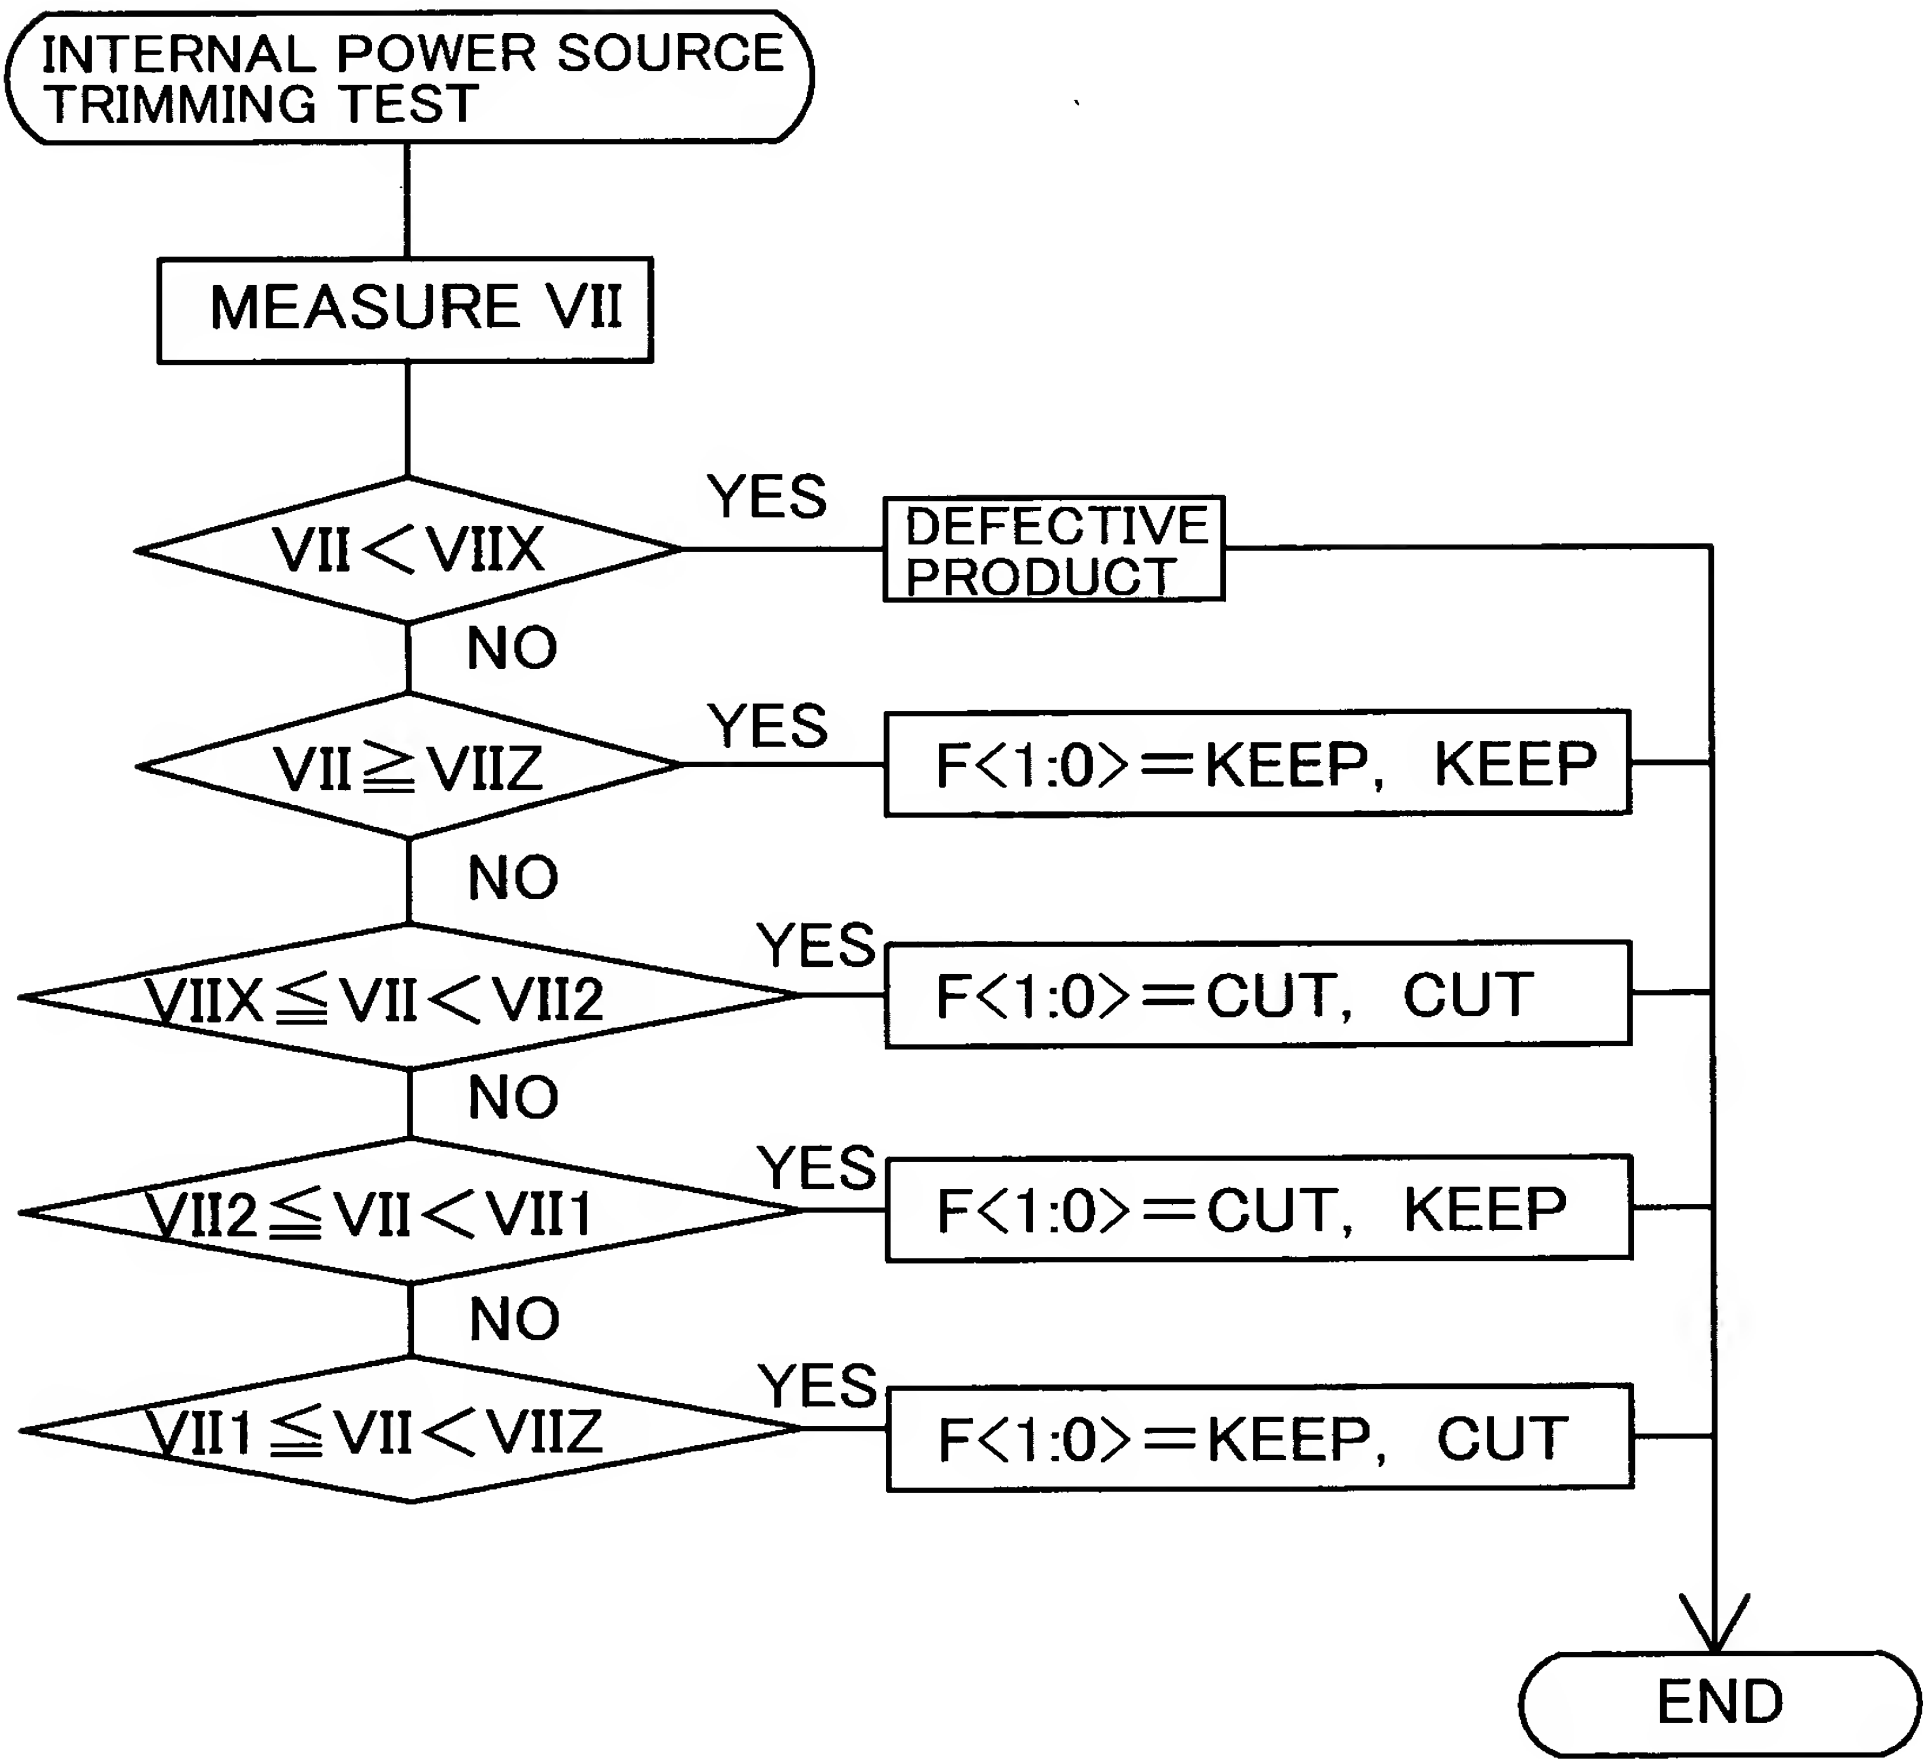 INTERNAL POWER SOURCE
TRIMMING TEST
MEASURE VII
VII<VIIX
YES
DEFECTIVE
PRODUCT
NO
VII≧VIIZ
YES
F<1:0>=KEEP, KEEP
NO
VIIX≦VII<VII2
YES
F<1:0>=CUT, CUT
NO
VII2≦VII<VII1
YES
F<1:0>=CUT, KEEP
NO
VII1≦VII<VIIZ
YES
F<1:0>=KEEP, CUT
END